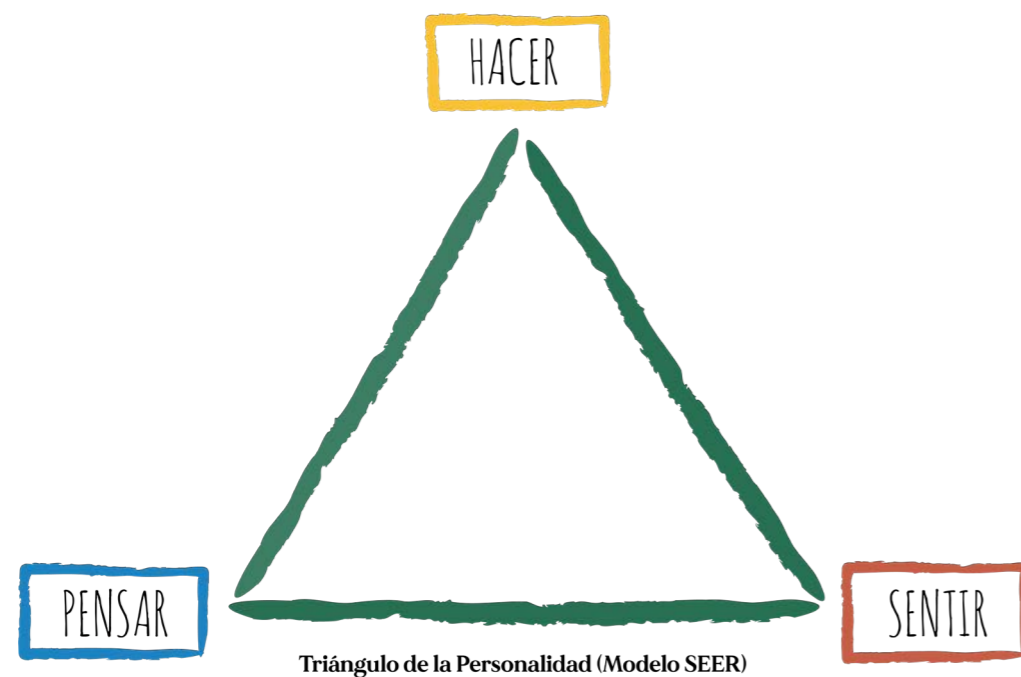 HACER
PENSAR
SENTIR
Triángulo de la Personalidad (Modelo SEER)